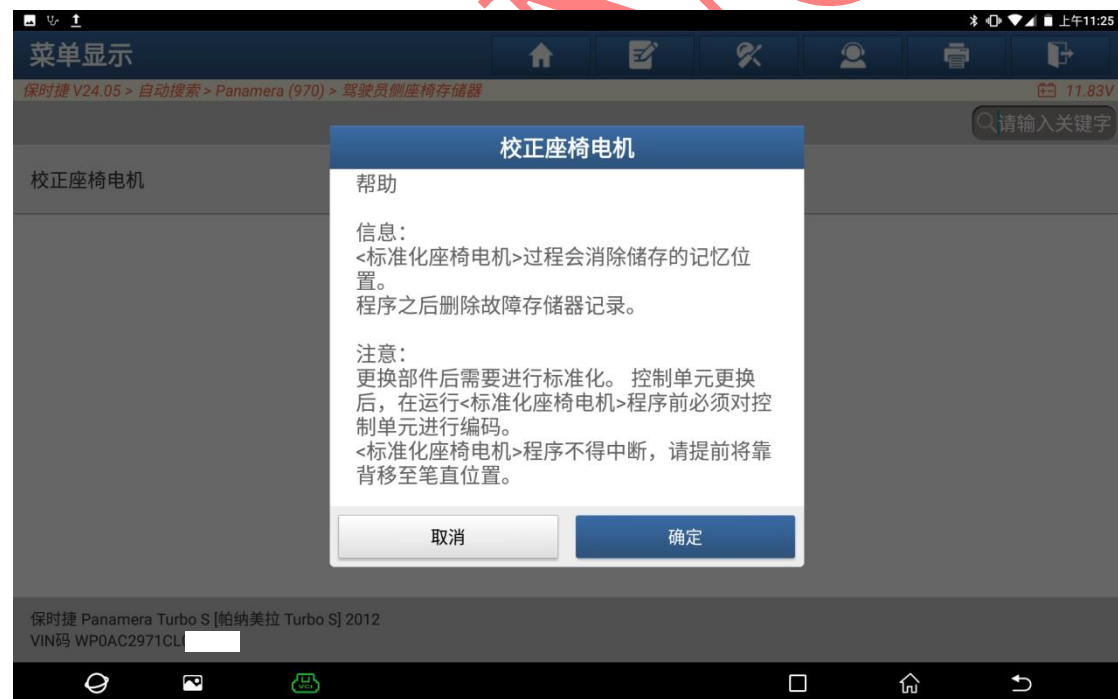 上午11:25
菜单显示
保时捷 V24.05 > 自动搜索 > Panamera (970) > 驾驶员侧座椅存储器
11.83V
请输入关键字
校正座椅电机
校正座椅电机
帮助
信息：
<标准化座椅电机>过程会消除储存的记忆位
置。
程序之后删除故障存储器记录。
注意：
更换部件后需要进行标准化。 控制单元更换
后，在运行<标准化座椅电机>程序前必须对控
制单元进行编码。
<标准化座椅电机>程序不得中断，请提前将靠
背移至笔直位置。
取消
确定
保时捷 Panamera Turbo S [帕纳美拉 Turbo S] 2012
VIN码 WP0AC2971CL
VCI